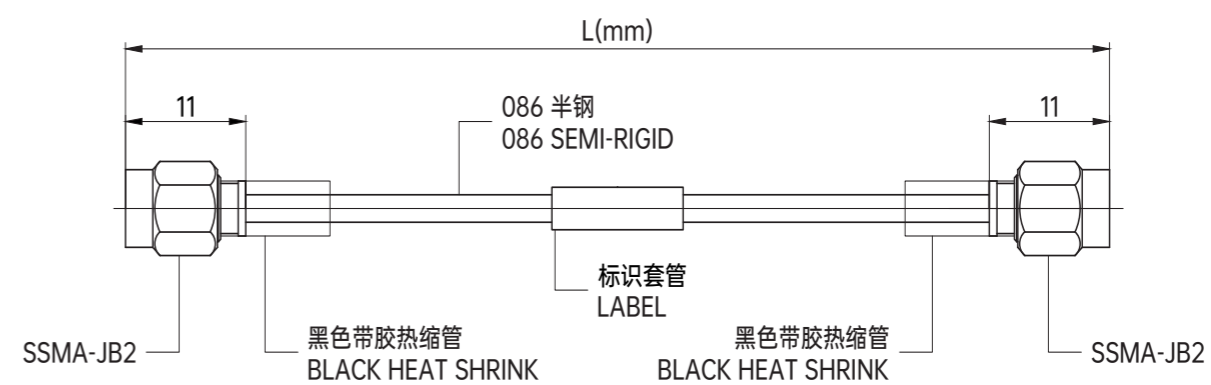 L(mm)
11
086 半钢
086 SEMI-RIGID
11
标识套管
LABEL
SSMA-JB2
黑色带胶热缩管
BLACK HEAT SHRINK
黑色带胶热缩管
BLACK HEAT SHRINK
SSMA-JB2